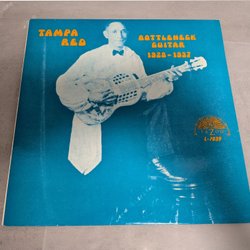 TAMPA
RED
BOTTLENECK
GUITAR
1928-1937
L-1039